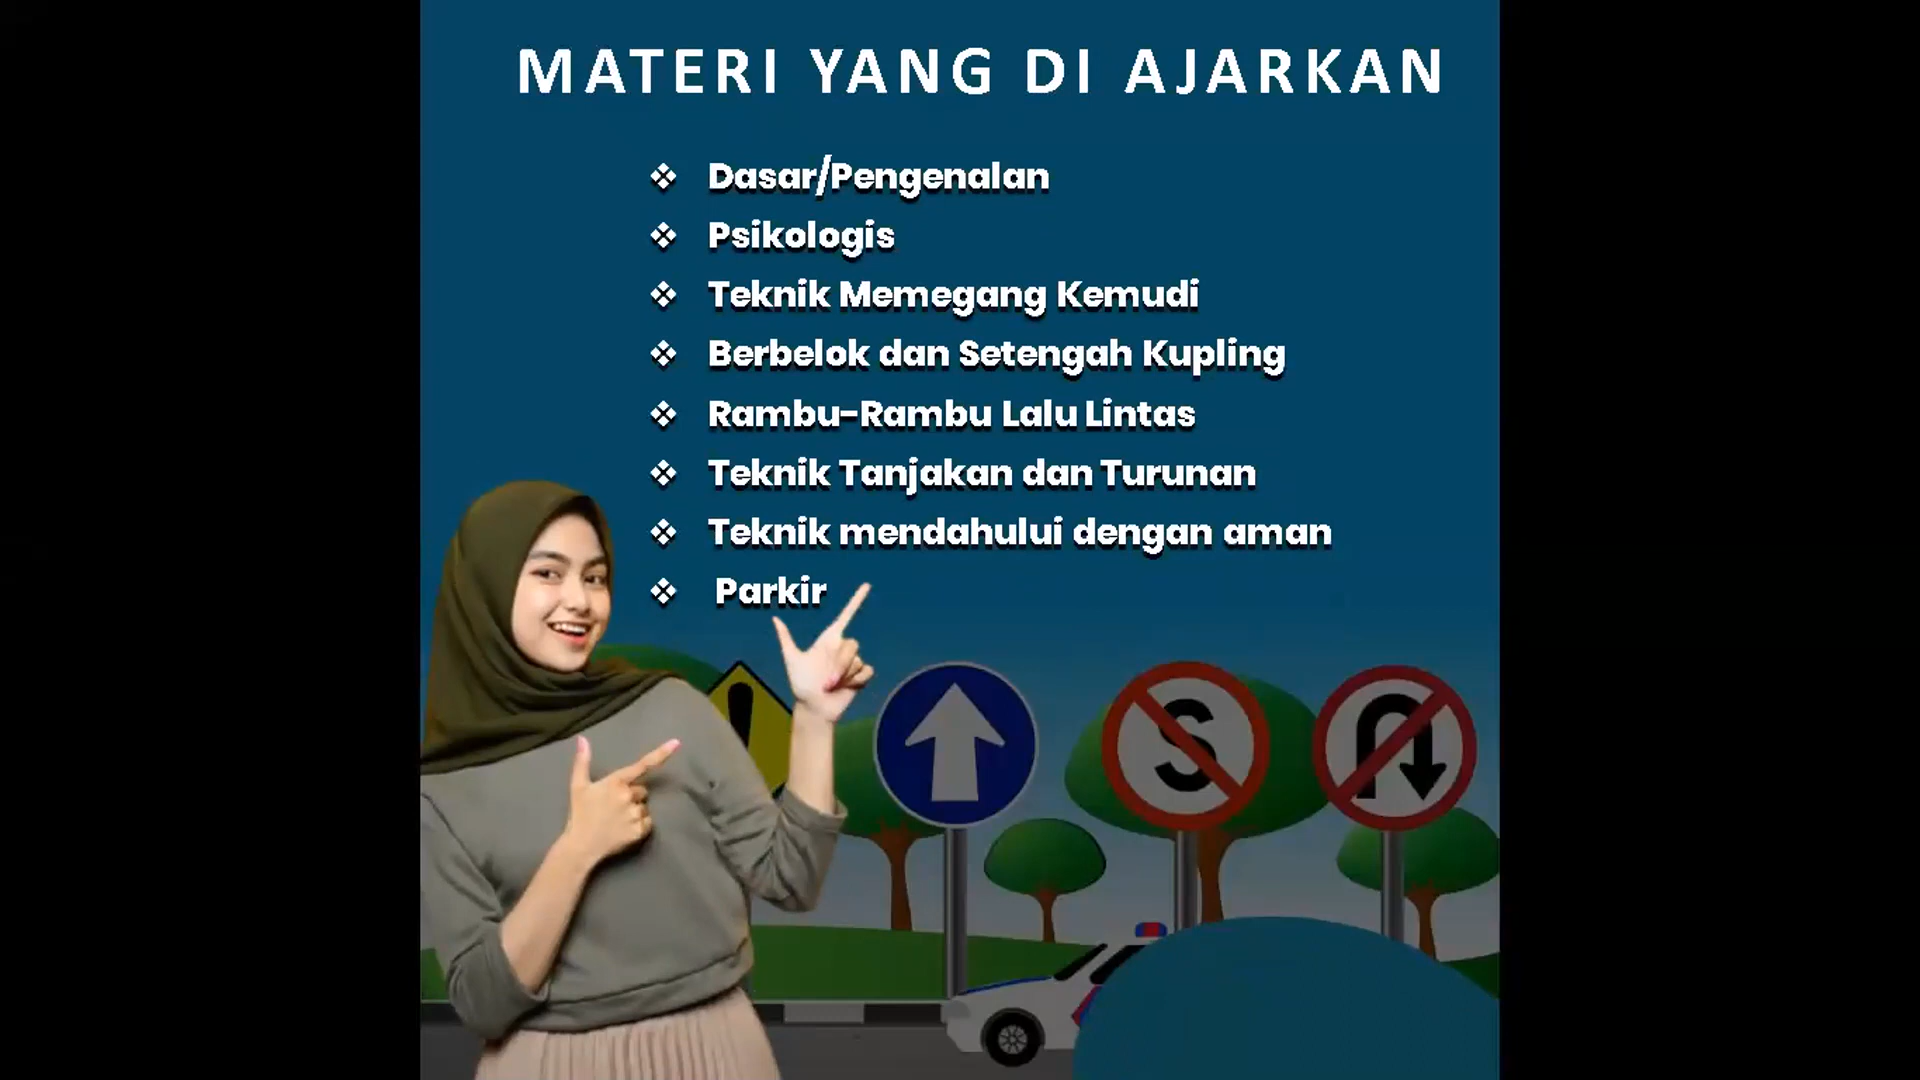 MATERI YANG DI AJARKAN
Dasar/Pengenalan
Psikologis
Teknik Memegang Kemudi
Berbelok dan Setengah Kupling
Rambu-Rambu Lalu Lintas
Teknik Tanjakan dan Turunan
Teknik mendahului dengan aman
Parkir
S